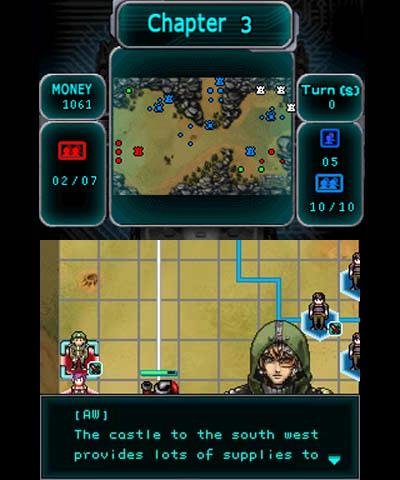 Chapter 3
MONEY
1061
Turn(s)
0
02/07
05
10/10
[AW]
The castle to the south west
provides lots of supplies to